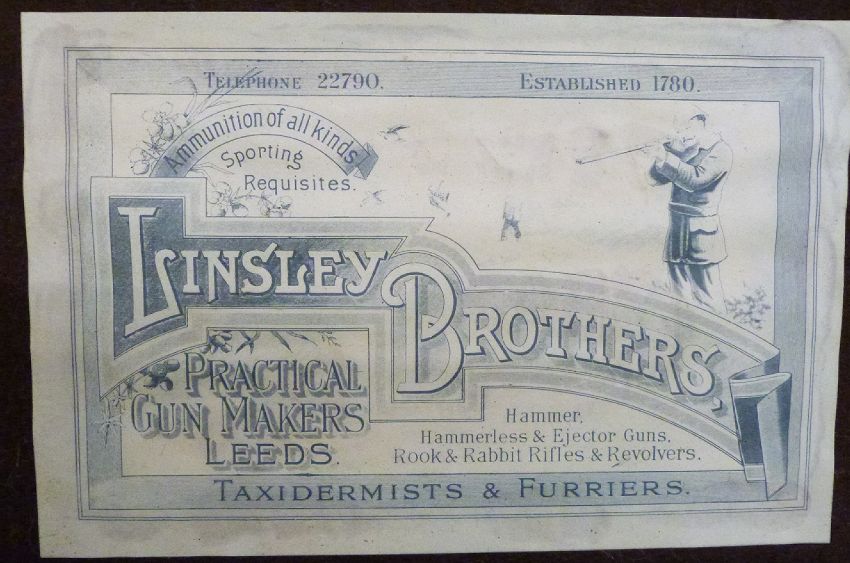 TELEPHONE 22790.
ESTABLISHED 1780.
Ammunition of all kinds
Sporting
Requisites.
LINSLEY BROTHERS,
PRACTICAL
GUN MAKERS
LEEDS.
Hammer,
Hammerless & Ejector Guns,
Rook & Rabbit Rifles & Revolvers.
TAXIDERMISTS & FURRIERS.